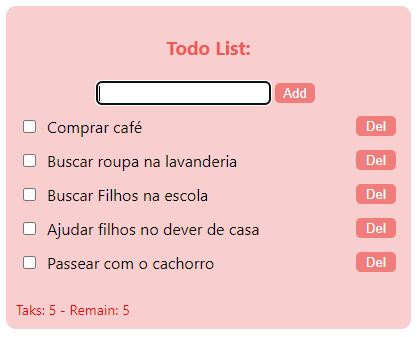 Todo List:
Add
Comprar café Del
Buscar roupa na lavanderia Del
Buscar Filhos na escola Del
Ajudar filhos no dever de casa Del
Passear com o cachorro Del
Taks: 5 - Remain: 5